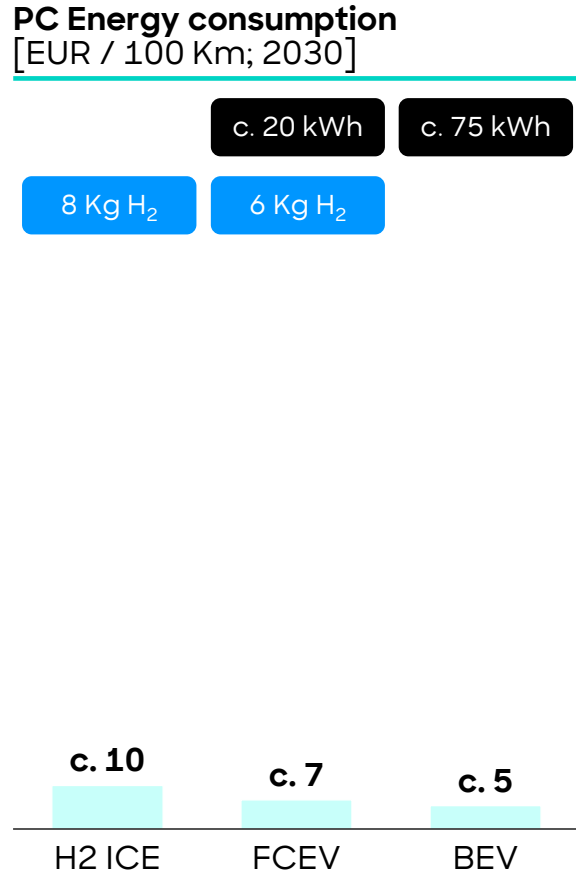 PC Energy consumption
[EUR / 100 Km; 2030]
c. 20 kWh c. 75 kWh
8 Kg H₂ 6 Kg H₂
c. 10 c. 7 c. 5
H2 ICE FCEV BEV